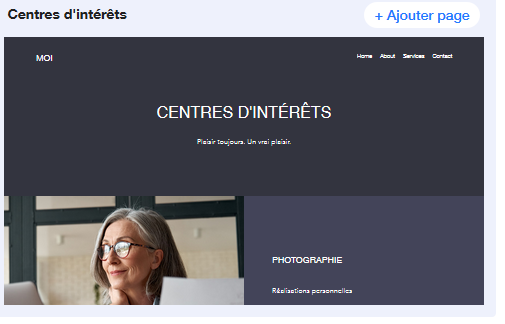 Centres d'intérêts
+ Ajouter page
MOI
Home About Services Contact
CENTRES D'INTÉRÊTS
Plaisir toujours. Un vrai plaisir.
PHOTOGRAPHIE
Réalisations personnelles